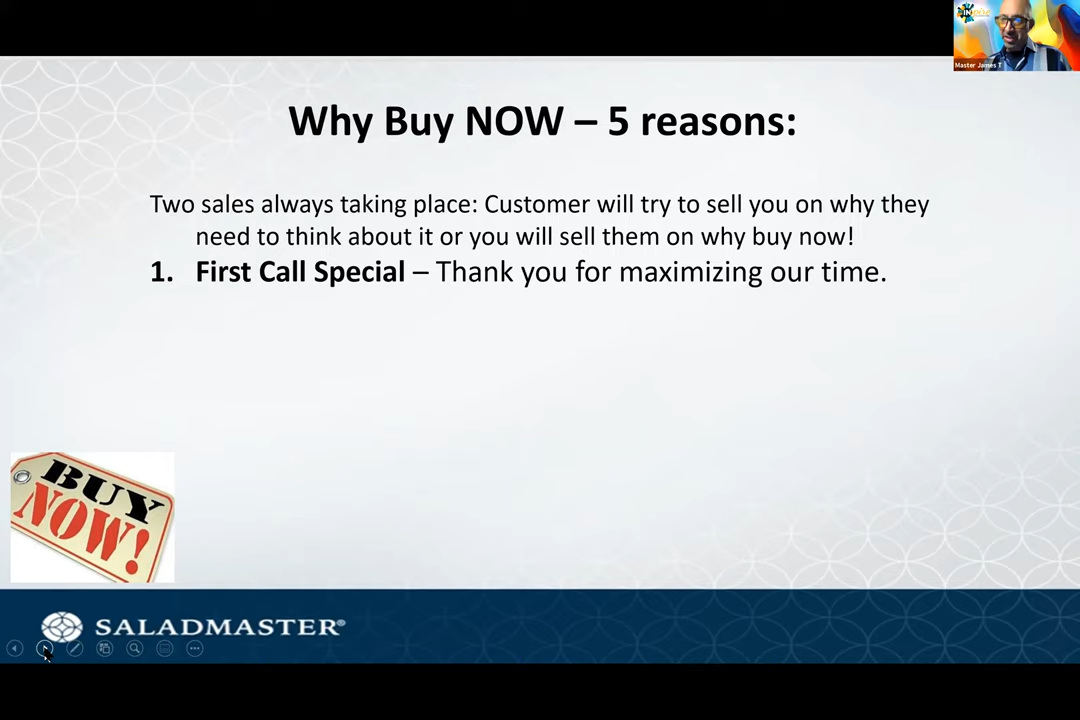 Master James T
Why Buy NOW – 5 reasons:
Two sales always taking place: Customer will try to sell you on why they
need to think about it or you will sell them on why buy now!
1. First Call Special – Thank you for maximizing our time.
BUY
NOW!
SALADMASTER®